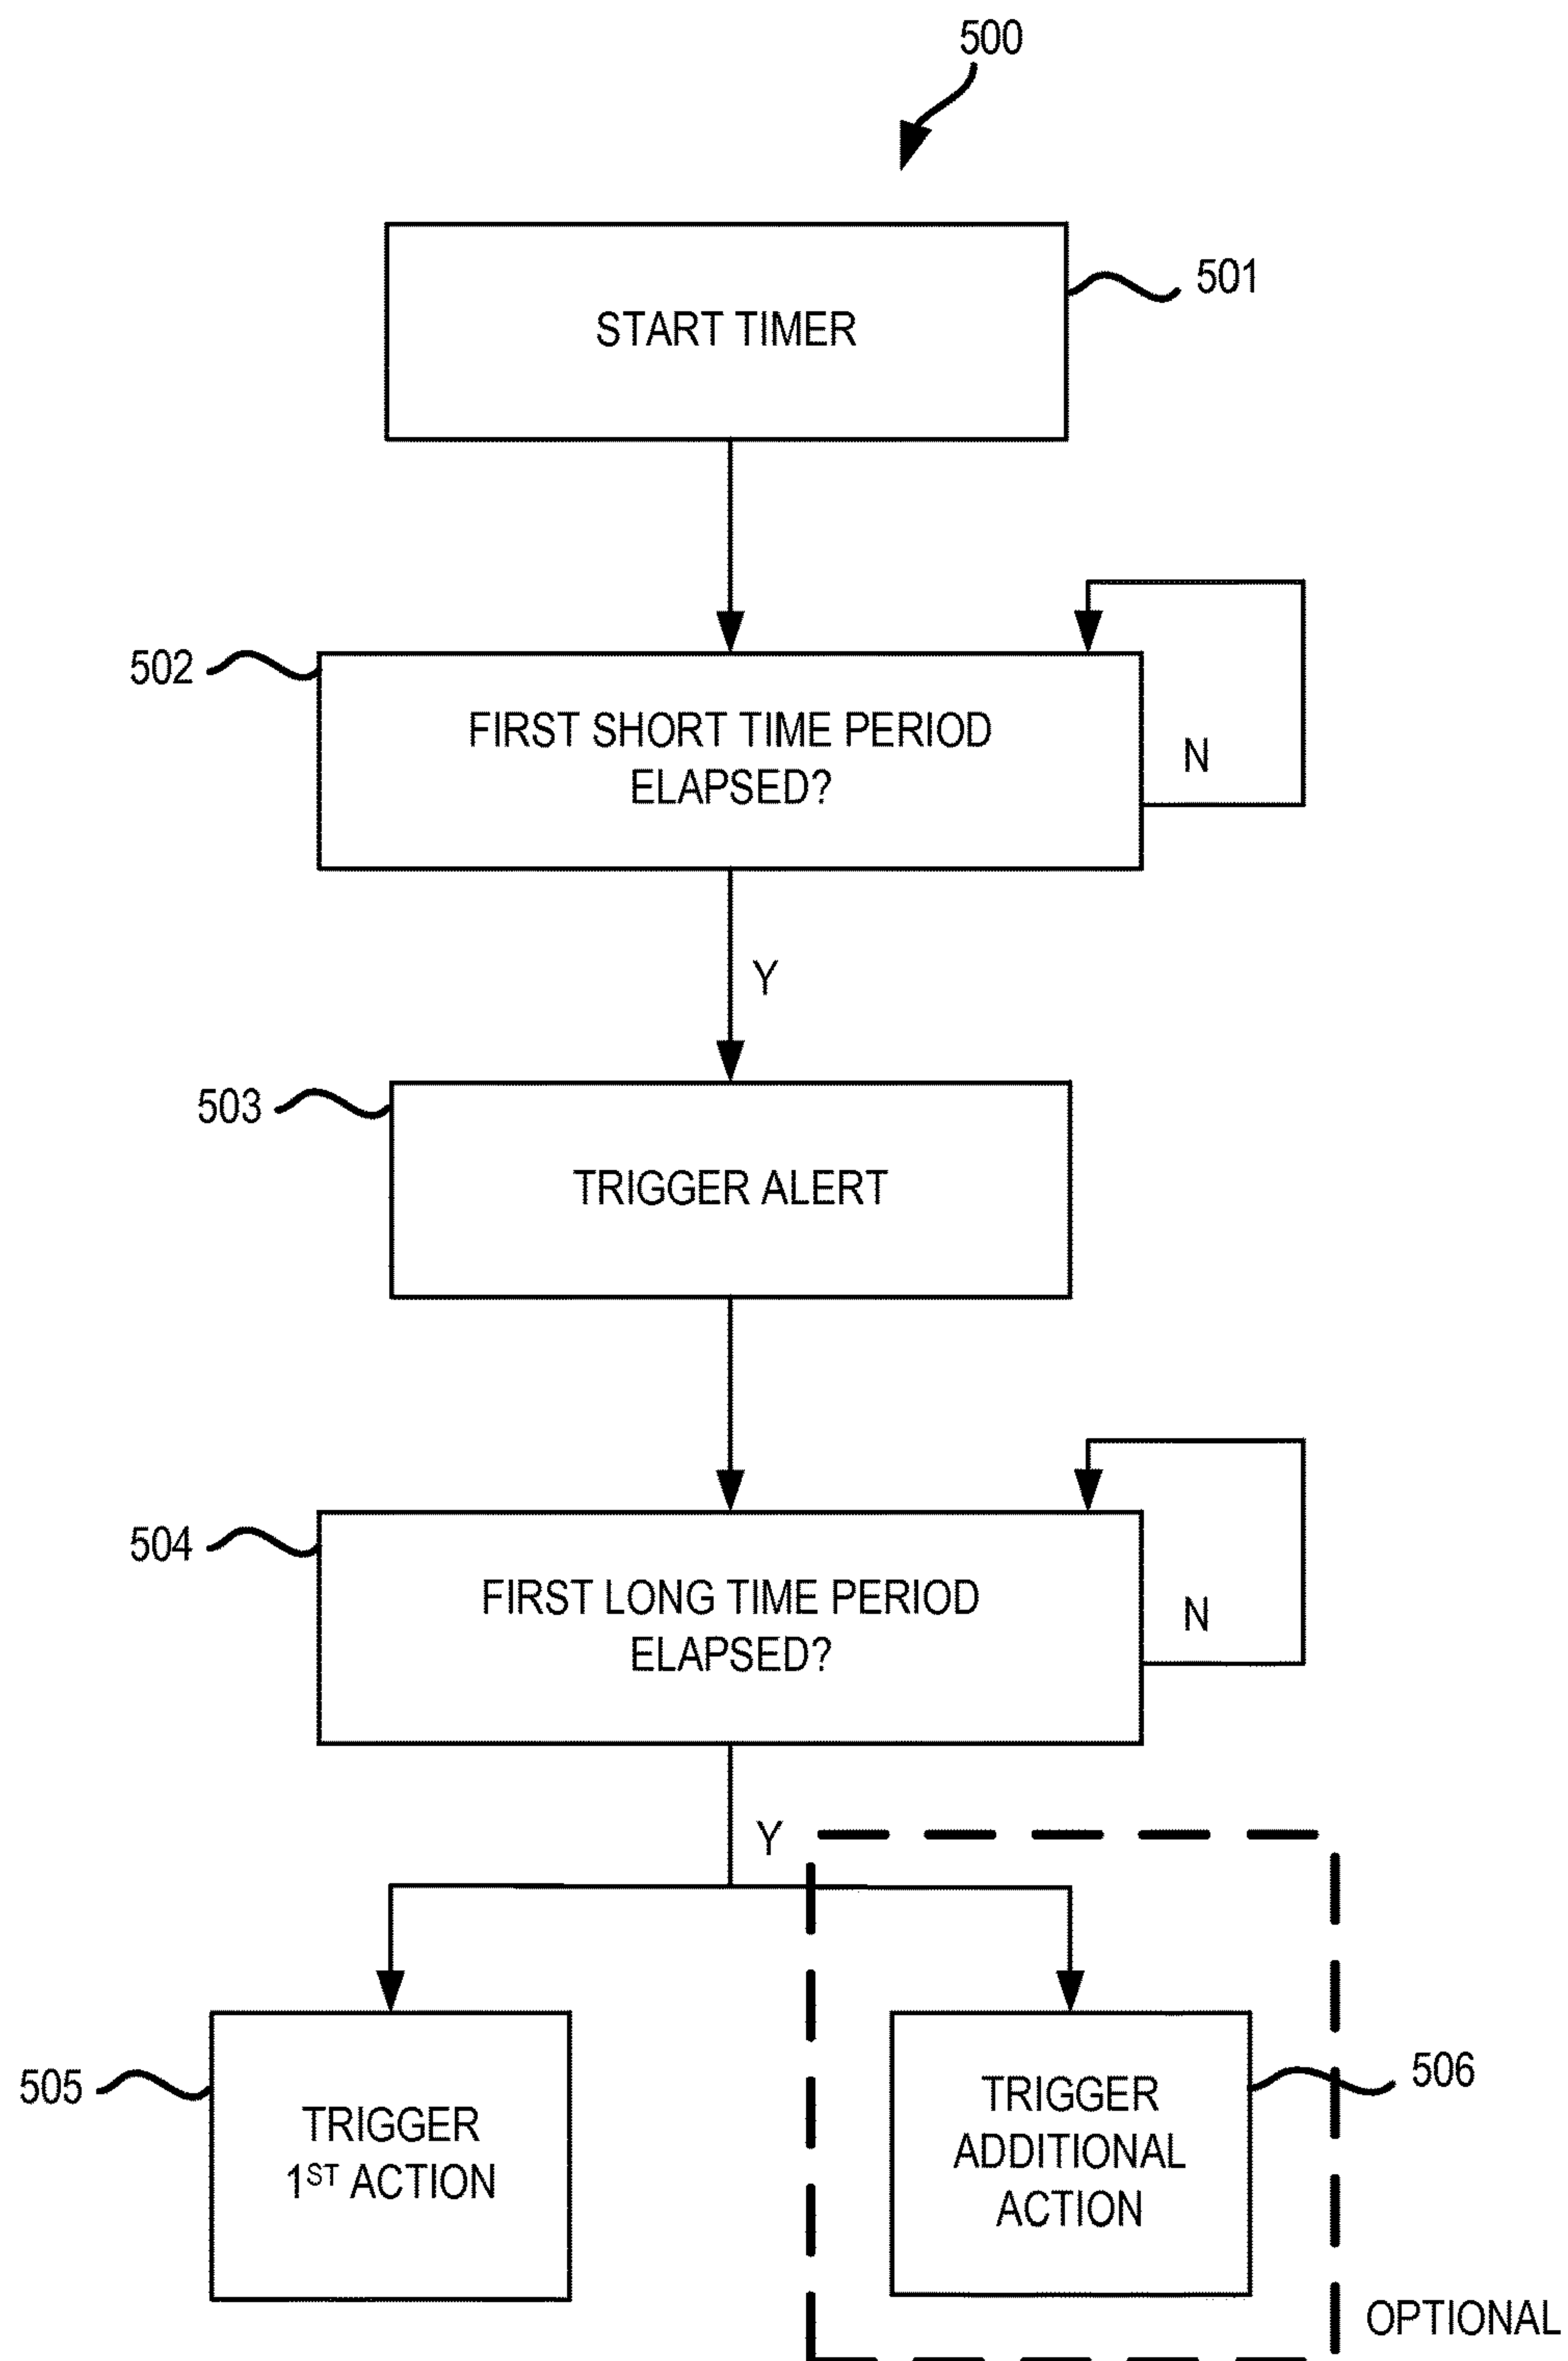 500
START TIMER
501
502
FIRST SHORT TIME PERIOD
ELAPSED?
N
Y
503
TRIGGER ALERT
504
FIRST LONG TIME PERIOD
ELAPSED?
N
Y
505
TRIGGER
1ST ACTION
TRIGGER
ADDITIONAL
ACTION
506
OPTIONAL